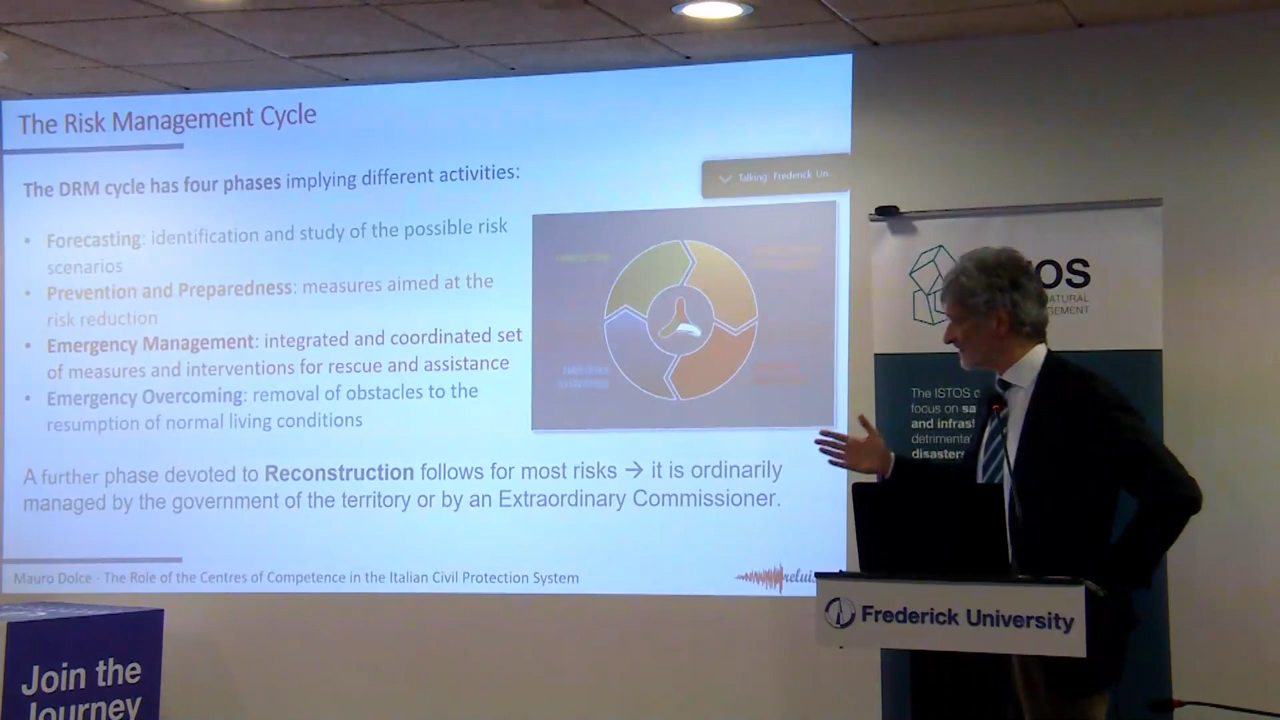 The Risk Management Cycle
The DRM cycle has four phases implying different activities:
• Forecasting: identification and study of the possible risk
scenarios
• Prevention and Preparedness: measures aimed at the
risk reduction
• Emergency Management: integrated and coordinated set
of measures and interventions for rescue and assistance
• Emergency Overcoming: removal of obstacles to the
resumption of normal living conditions
A further phase devoted to Reconstruction follows for most risks → it is ordinarily
managed by the government of the territory or by an Extraordinary Commissioner.
Mauro Dolce - The Role of the Centres of Competence in the Italian Civil Protection System
reluis
Talking: Frederick Un
OS
ATURAL
GEMENT
The ISTOS c
focus on sa
and infrast
detrimenta
disasters
Frederick University
Join the
Journey